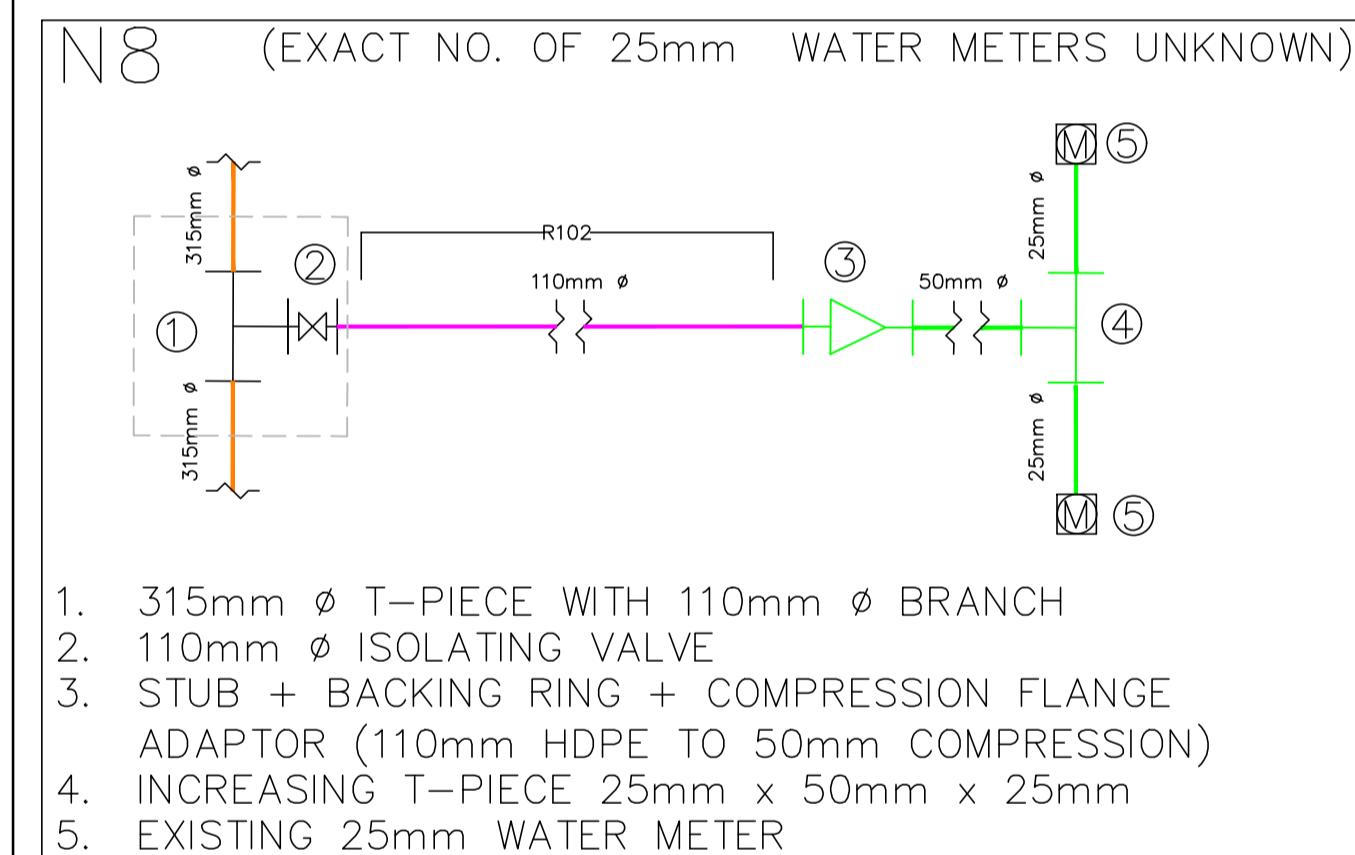 N8 (EXACT NO. OF 25mm WATER METERS UNKNOWN)
M 5
315mm ø
25mm ø
R102
2
3
110mm ø
50mm ø
1
4
315mm ø
25mm ø
M 5
1. 315mm ø T-PIECE WITH 110mm ø BRANCH
2. 110mm ø ISOLATING VALVE
3. STUB + BACKING RING + COMPRESSION FLANGE
ADAPTOR (110mm HDPE TO 50mm COMPRESSION)
4. INCREASING T-PIECE 25mm x 50mm x 25mm
5. EXISTING 25mm WATER METER